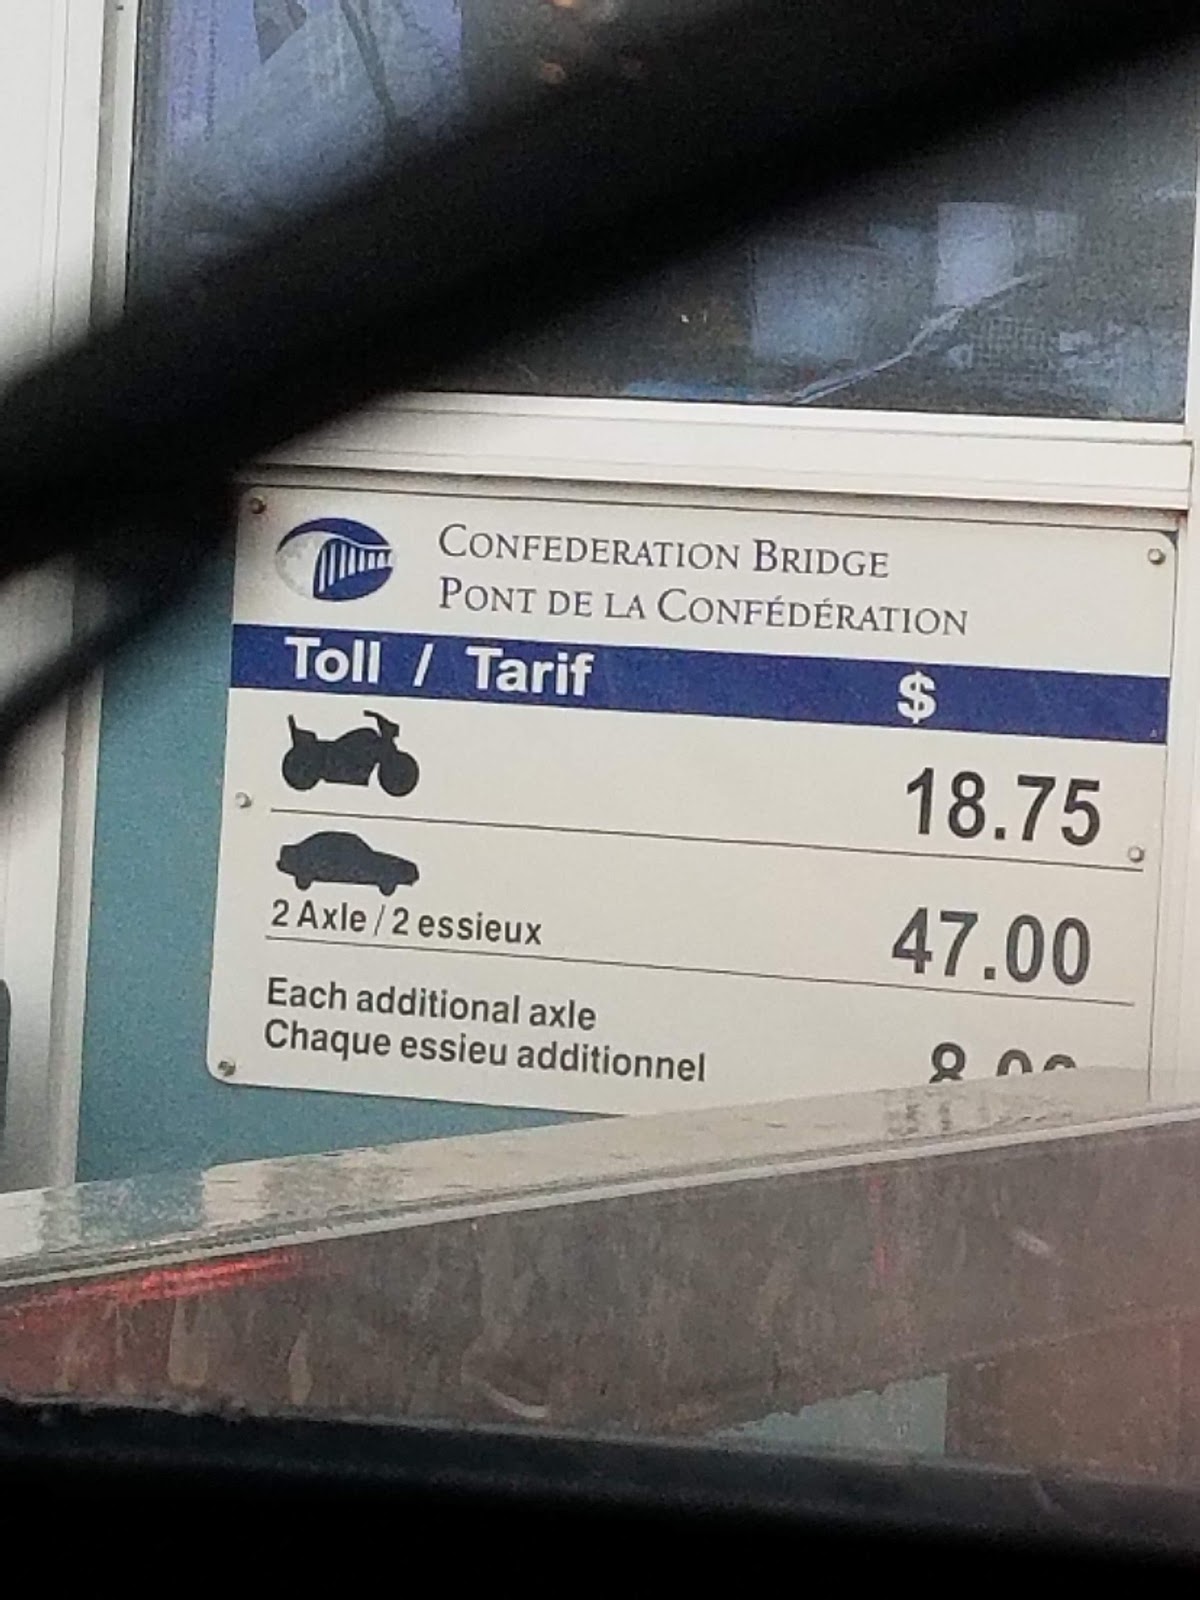 CONFEDERATION BRIDGE
PONT DE LA CONFÉDÉRATION
Toll / Tarif $
18.75
2 Axle / 2 essieux 47.00
Each additional axle
Chaque essieu additionnel